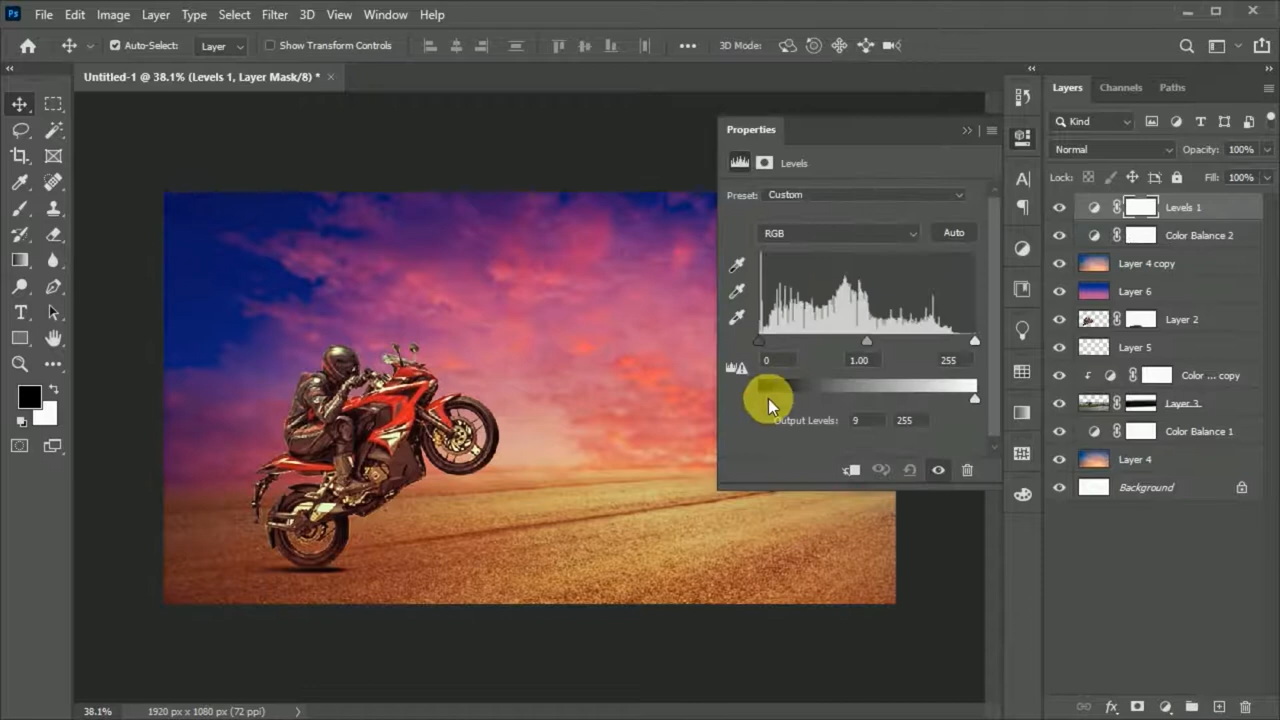 Ps File Edit Image Layer Type Select Filter 3D View Window Help
Auto-Select: Layer Show Transform Controls 3D Mode:
Untitled-1 @ 38.1% (Levels 1, Layer Mask/8) *
Layers Channels Paths
Kind
Normal Opacity: 100%
Lock: Fill: 100%
Levels 1
Color Balance 2
Layer 4 copy
Layer 6
Layer 2
Layer 5
Color ... copy
Layer 3
Color Balance 1
Layer 4
Background
Properties
Levels
Preset: Custom
RGB Auto
0 1.00 255
Output Levels: 9 255
38.1% 1920 px x 1080 px (72 ppi)